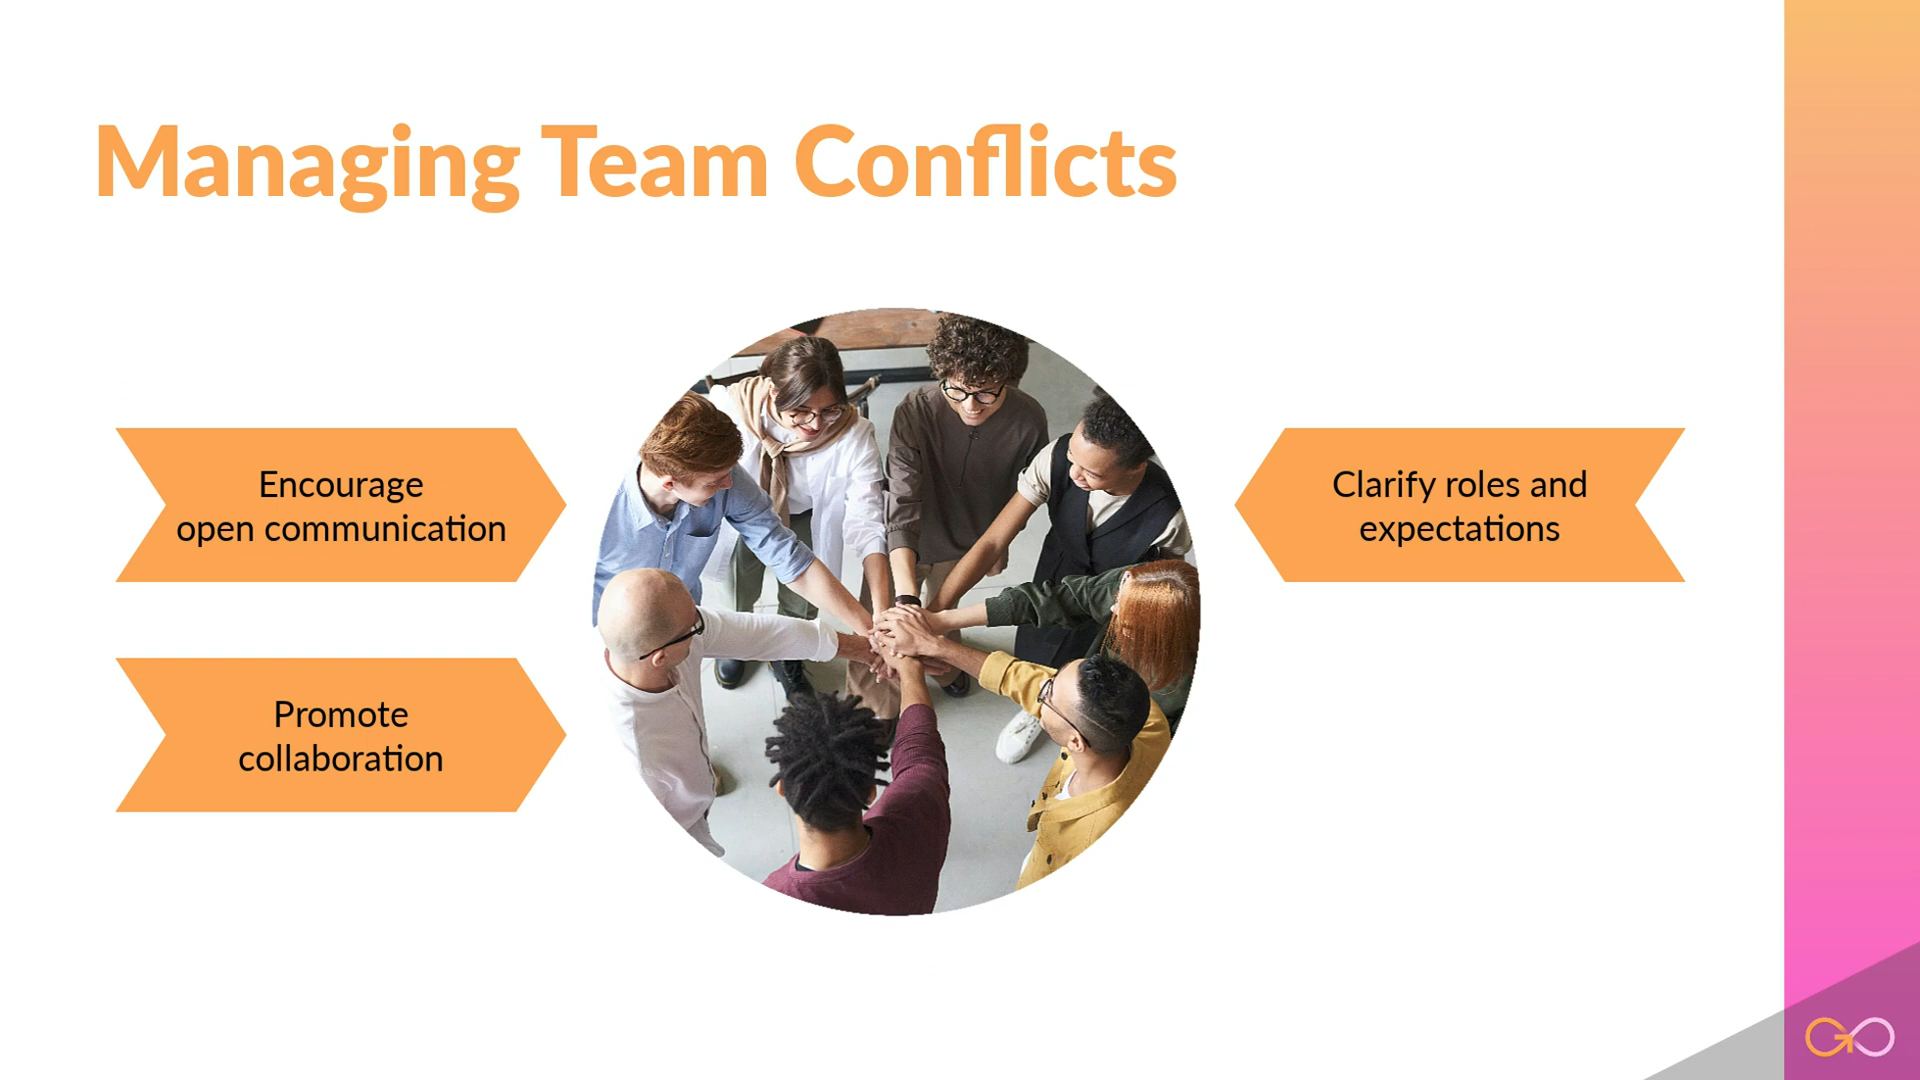 Managing Team Conflicts
Encourage
open communication
Promote
collaboration
Clarify roles and
expectations